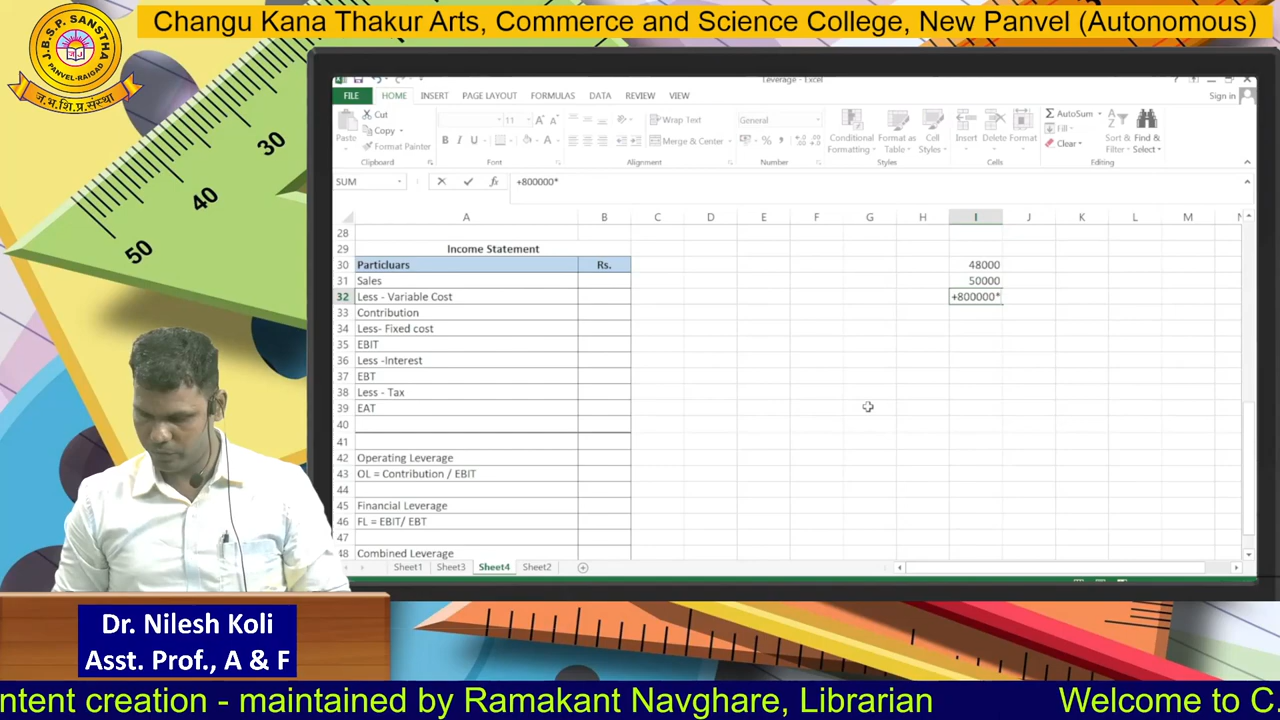 Changu Kana Thakur Arts, Commerce and Science College, New Panvel (Autonomous)
J.B.S.P. SANSTHA
PANVEL-RAIGAD
ज.भ.शि.प्र.संस्था
30
40
50
Leverage - Excel
FILE HOME INSERT PAGE LAYOUT FORMULAS DATA REVIEW VIEW Sign in
Paste Cut Copy Format Painter
11 A A B I U A
Wrap Text Merge & Center
General %
Conditional Formatting Format as Table Cell Styles
Insert Delete Format
AutoSum Fill Clear Sort & Filter Find & Select
Clipboard Font Alignment Number Styles Cells Editing
SUM fx +800000*
A B C D E F G H I J K L M N
28
29 Income Statement
30 Particluars Rs. 48000
31 Sales 50000
32 Less - Variable Cost +800000*
33 Contribution
34 Less- Fixed cost
35 EBIT
36 Less -Interest
37 EBT
38 Less - Tax
39 EAT
40
41
42 Operating Leverage
43 OL = Contribution / EBIT
44
45 Financial Leverage
46 FL = EBIT/ EBT
47
48 Combined Leverage
Sheet1 Sheet3 Sheet4 Sheet2
Dr. Nilesh Koli
Asst. Prof., A & F
ntent creation - maintained by Ramakant Navghare, Librarian Welcome to C.